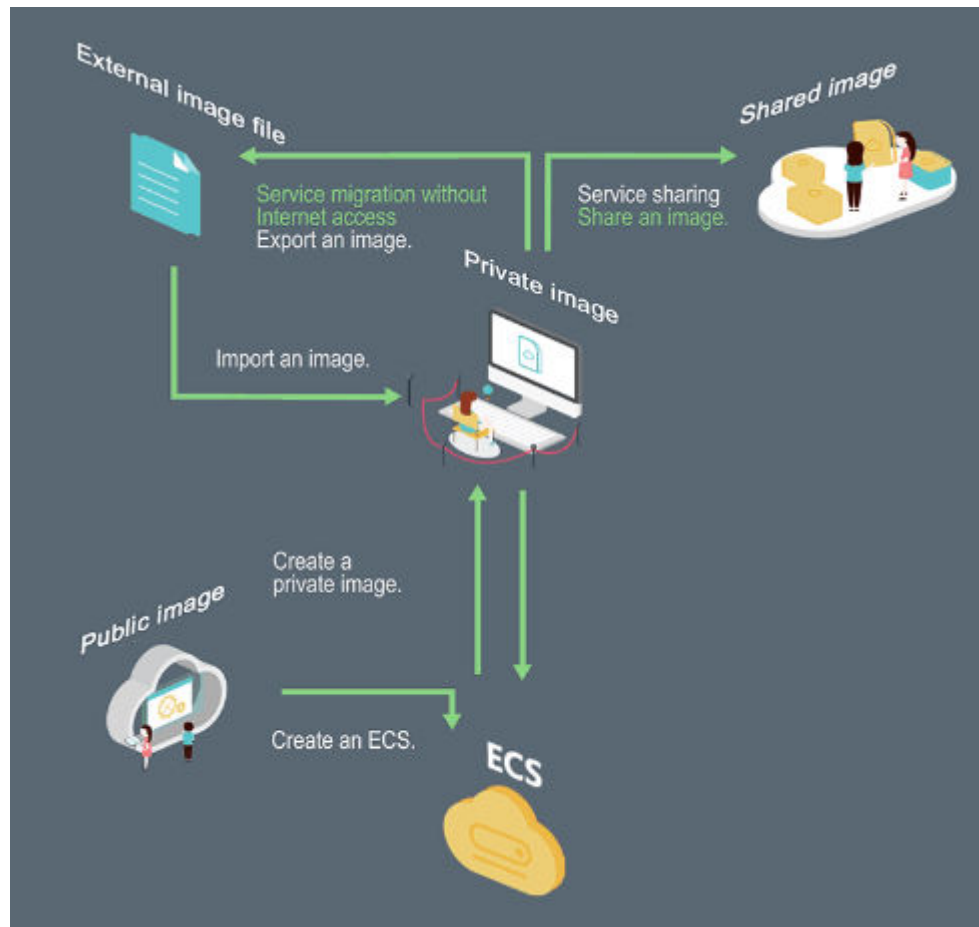 External image file
Shared image
Service migration without
Internet access
Export an image.
Service sharing
Share an image.
Private image
Import an image.
Create a
private image.
Public image
Create an ECS.
ECS